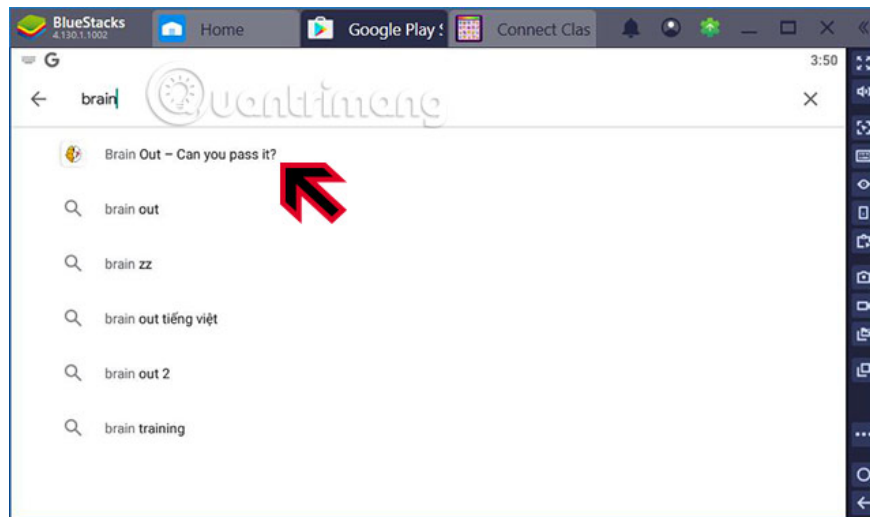 BlueStacks
4.130.1.1002
Home
Google Play S
Connect Clas
G
3:50
brain
Quantrimang
Brain Out – Can you pass it?
brain out
brain zz
brain out tiếng việt
brain out 2
brain training